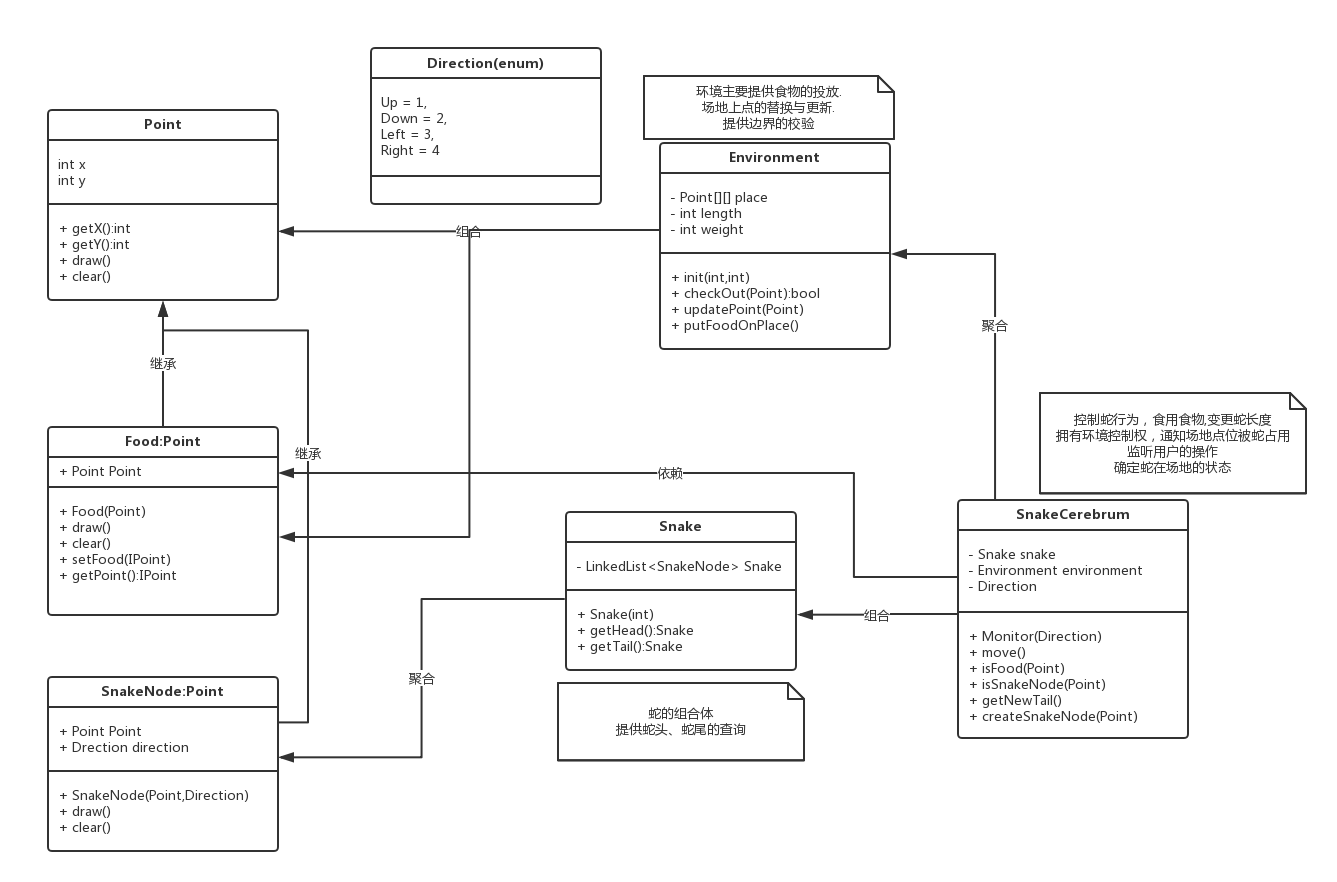 Direction(enum)
Up = 1,
Down = 2,
Left = 3,
Right = 4
环境主要提供食物的投放.
场地上点的替换与更新.
提供边界的校验
Point
int x
int y
+ getX():int
+ getY():int
+ draw()
+ clear()
Environment
- Point[][] place
- int length
- int weight
+ init(int,int)
+ checkOut(Point):bool
+ updatePoint(Point)
+ putFoodOnPlace()
组合
聚合
继承
控制蛇行为，食用食物,变更蛇长度
拥有环境控制权，通知场地点位被蛇占用
监听用户的操作
确定蛇在场地的状态
Food:Point
+ Point Point
+ Food(Point)
+ draw()
+ clear()
+ setFood(IPoint)
+ getPoint():IPoint
继承
依赖
Snake
- LinkedList<SnakeNode> Snake
+ Snake(int)
+ getHead():Snake
+ getTail():Snake
SnakeCerebrum
- Snake snake
- Environment environment
- Direction
+ Monitor(Direction)
+ move()
+ isFood(Point)
+ isSnakeNode(Point)
+ getNewTail()
+ createSnakeNode(Point)
组合
聚合
SnakeNode:Point
+ Point Point
+ Drection direction
+ SnakeNode(Point,Direction)
+ draw()
+ clear()
蛇的组合体
提供蛇头、蛇尾的查询